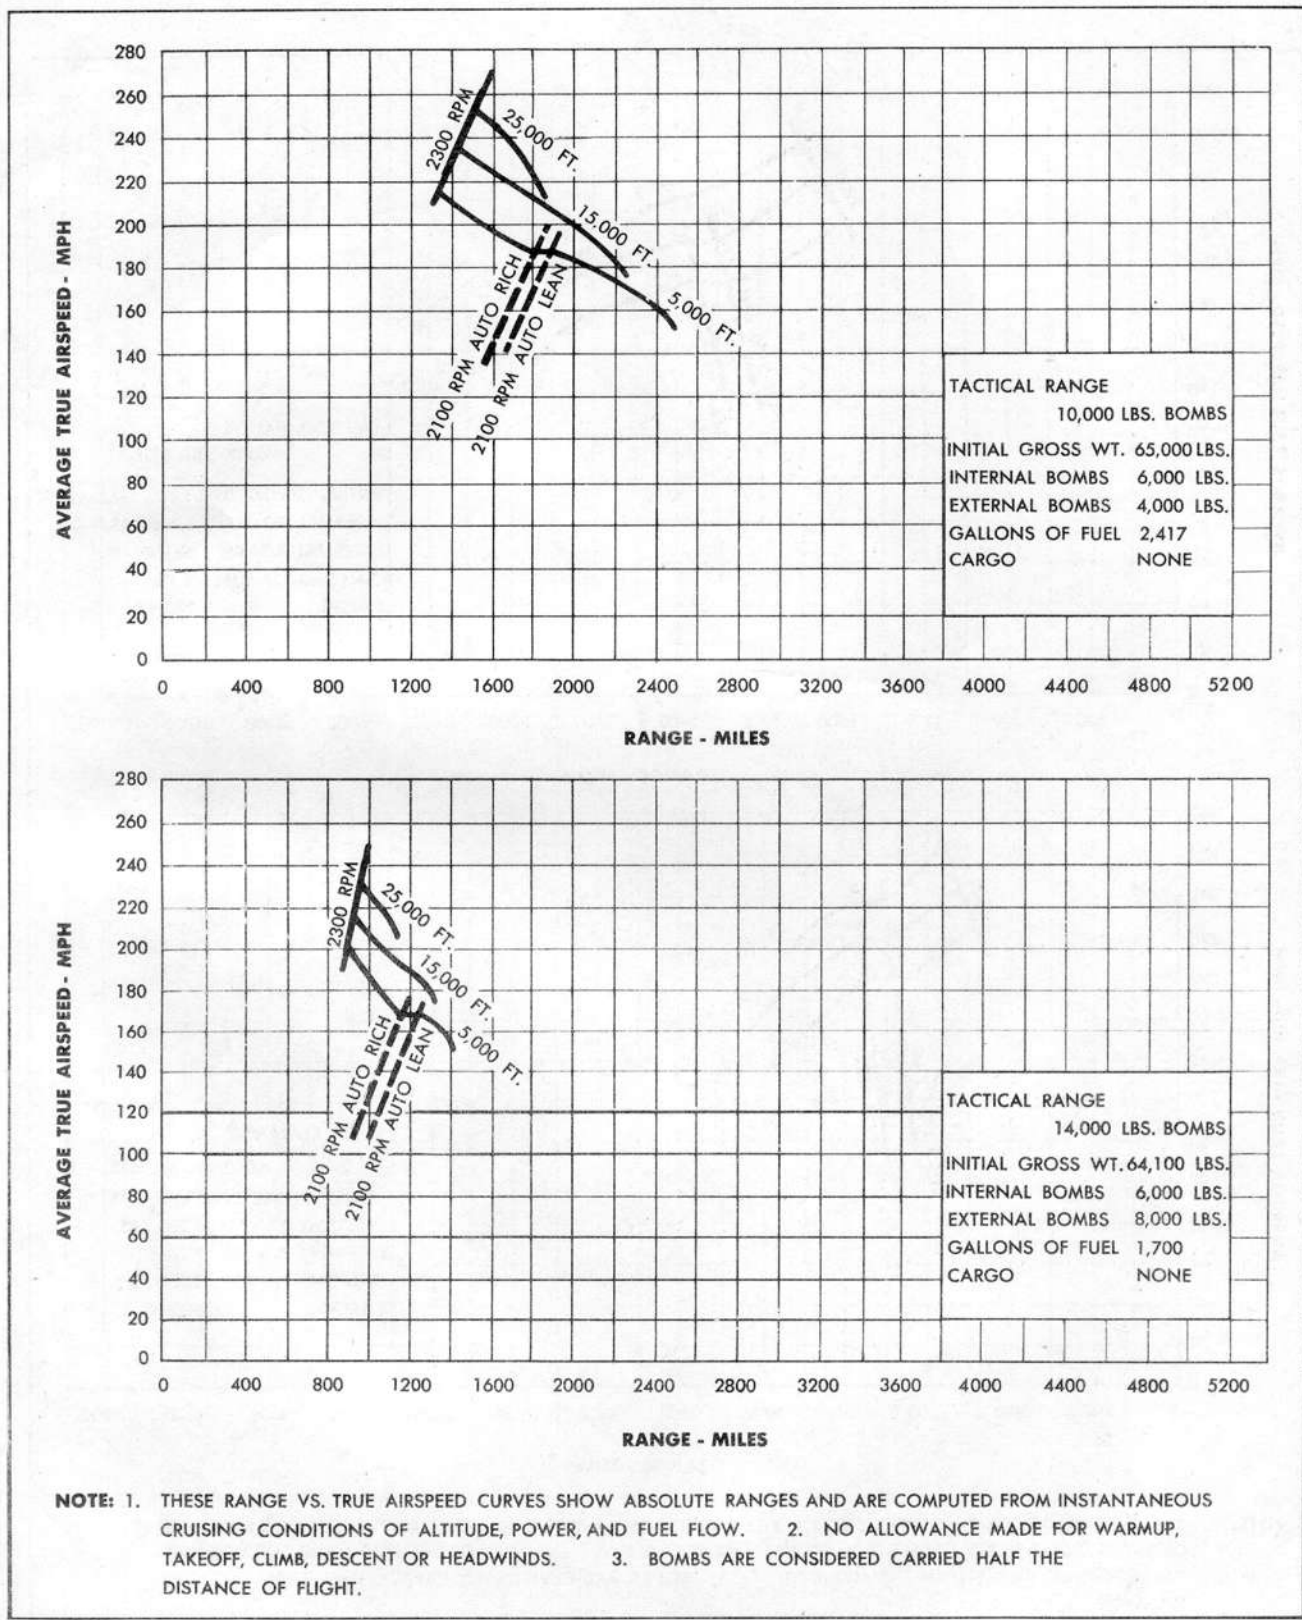 280
260
240
220
200
180
160
140
120
100
80
60
40
20
0
AVERAGE TRUE AIRSPEED - MPH
2300 RPM
25,000 FT.
15,000 FT.
5,000 FT.
2100 RPM AUTO RICH
2100 RPM AUTO LEAN
TACTICAL RANGE
10,000 LBS. BOMBS
INITIAL GROSS WT. 65,000 LBS.
INTERNAL BOMBS 6,000 LBS.
EXTERNAL BOMBS 4,000 LBS.
GALLONS OF FUEL 2,417
CARGO NONE
0 400 800 1200 1600 2000 2400 2800 3200 3600 4000 4400 4800 5200
RANGE - MILES
280
260
240
220
200
180
160
140
120
100
80
60
40
20
0
AVERAGE TRUE AIRSPEED - MPH
2300 RPM
25,000 FT.
15,000 FT.
5,000 FT.
2100 RPM AUTO RICH
2100 RPM AUTO LEAN
TACTICAL RANGE
14,000 LBS. BOMBS
INITIAL GROSS WT. 64,100 LBS.
INTERNAL BOMBS 6,000 LBS.
EXTERNAL BOMBS 8,000 LBS.
GALLONS OF FUEL 1,700
CARGO NONE
0 400 800 1200 1600 2000 2400 2800 3200 3600 4000 4400 4800 5200
RANGE - MILES
NOTE: 1. THESE RANGE VS. TRUE AIRSPEED CURVES SHOW ABSOLUTE RANGES AND ARE COMPUTED FROM INSTANTANEOUS
CRUISING CONDITIONS OF ALTITUDE, POWER, AND FUEL FLOW. 2. NO ALLOWANCE MADE FOR WARMUP,
TAKEOFF, CLIMB, DESCENT OR HEADWINDS. 3. BOMBS ARE CONSIDERED CARRIED HALF THE
DISTANCE OF FLIGHT.